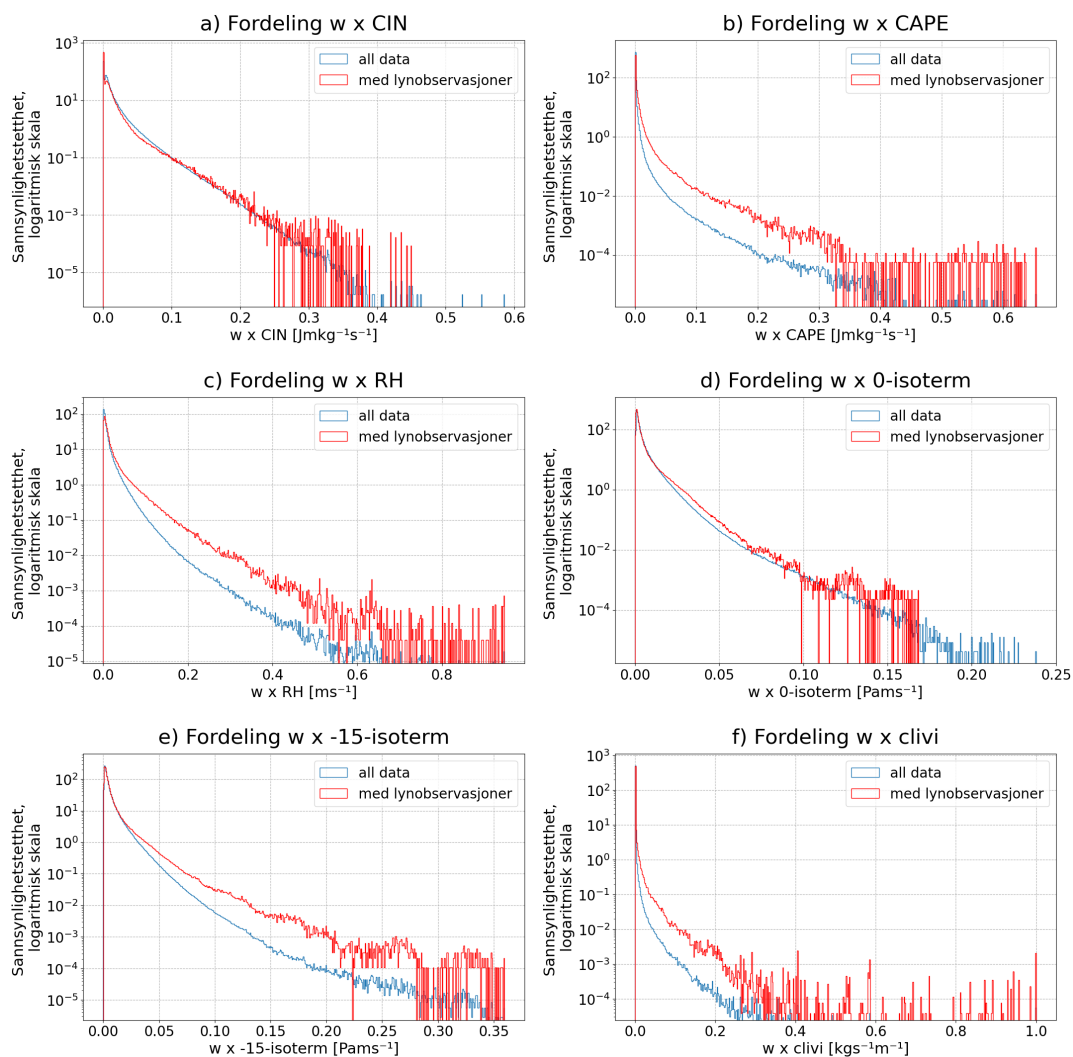 a) Fordeling w x CIN
10³
10¹
10⁻¹
10⁻³
10⁻⁵
Sannsynlighetstetthet,
logaritmisk skala
all data
med lynobservasjoner
0.0 0.1 0.2 0.3 0.4 0.5 0.6
w x CIN [Jmkg⁻¹s⁻¹]
b) Fordeling w x CAPE
10²
10⁰
10⁻²
10⁻⁴
Sannsynlighetstetthet,
logaritmisk skala
all data
med lynobservasjoner
0.0 0.1 0.2 0.3 0.4 0.5 0.6
w x CAPE [Jmkg⁻¹s⁻¹]
c) Fordeling w x RH
10²
10¹
10⁰
10⁻¹
10⁻²
10⁻³
10⁻⁴
10⁻⁵
Sannsynlighetstetthet,
logaritmisk skala
all data
med lynobservasjoner
0.0 0.2 0.4 0.6 0.8
w x RH [ms⁻¹]
d) Fordeling w x 0-isoterm
10²
10⁰
10⁻²
10⁻⁴
Sannsynlighetstetthet,
logaritmisk skala
all data
med lynobservasjoner
0.00 0.05 0.10 0.15 0.20 0.25
w x 0-isoterm [Pams⁻¹]
e) Fordeling w x -15-isoterm
10²
10¹
10⁰
10⁻¹
10⁻²
10⁻³
10⁻⁴
10⁻⁵
Sannsynlighetstetthet,
logaritmisk skala
all data
med lynobservasjoner
0.00 0.05 0.10 0.15 0.20 0.25 0.30 0.35
w x -15-isoterm [Pams⁻¹]
f) Fordeling w x clivi
10³
10²
10¹
10⁰
10⁻¹
10⁻²
10⁻³
10⁻⁴
Sannsynlighetstetthet,
logaritmisk skala
all data
med lynobservasjoner
0.0 0.2 0.4 0.6 0.8 1.0
w x clivi [kgs⁻¹m⁻¹]